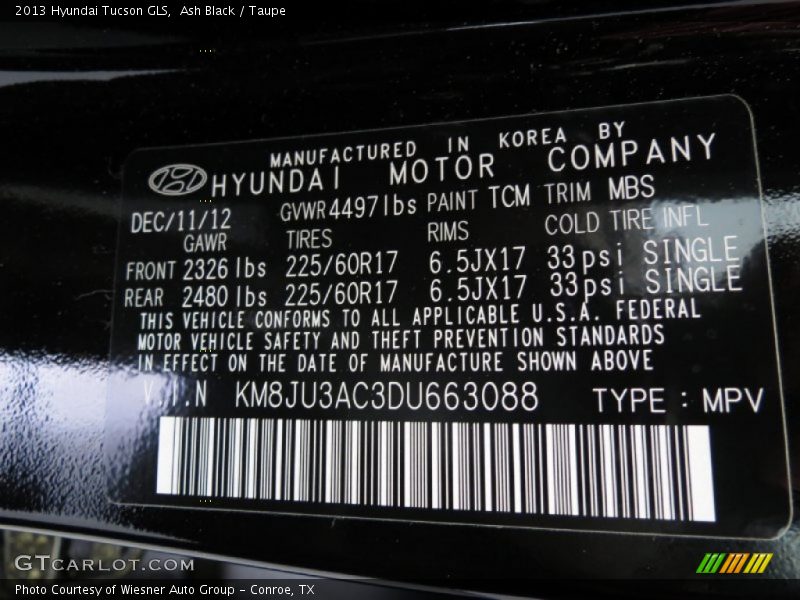 2013 Hyundai Tucson GLS,  Ash Black / Taupe
MANUFACTURED IN KOREA BY
HYUNDAI MOTOR COMPANY
DEC/11/12 GVWR 4497lbs PAINT TCM TRIM MBS
GAWR TIRES RIMS COLD TIRE INFL
FRONT 2326 lbs 225/60R17 6.5JX17 33psi SINGLE
REAR 2480 lbs 225/60R17 6.5JX17 33psi SINGLE
THIS VEHICLE CONFORMS TO ALL APPLICABLE U.S.A. FEDERAL
MOTOR VEHICLE SAFETY AND THEFT PREVENTION STANDARDS
IN EFFECT ON THE DATE OF MANUFACTURE SHOWN ABOVE
V.I.N KM8JU3AC3DU663088 TYPE : MPV
GTCARLOT.COM
Photo Courtesy of Wiesner Auto Group – Conroe, TX